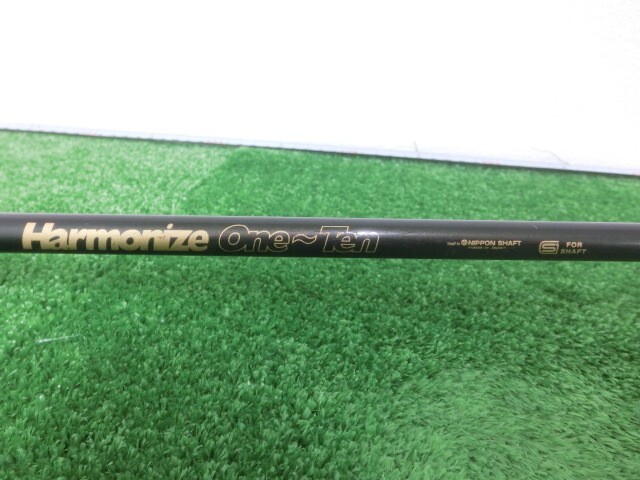 Harmonize One~Ten
NIPPON SHAFT
S FOR
SHAFT